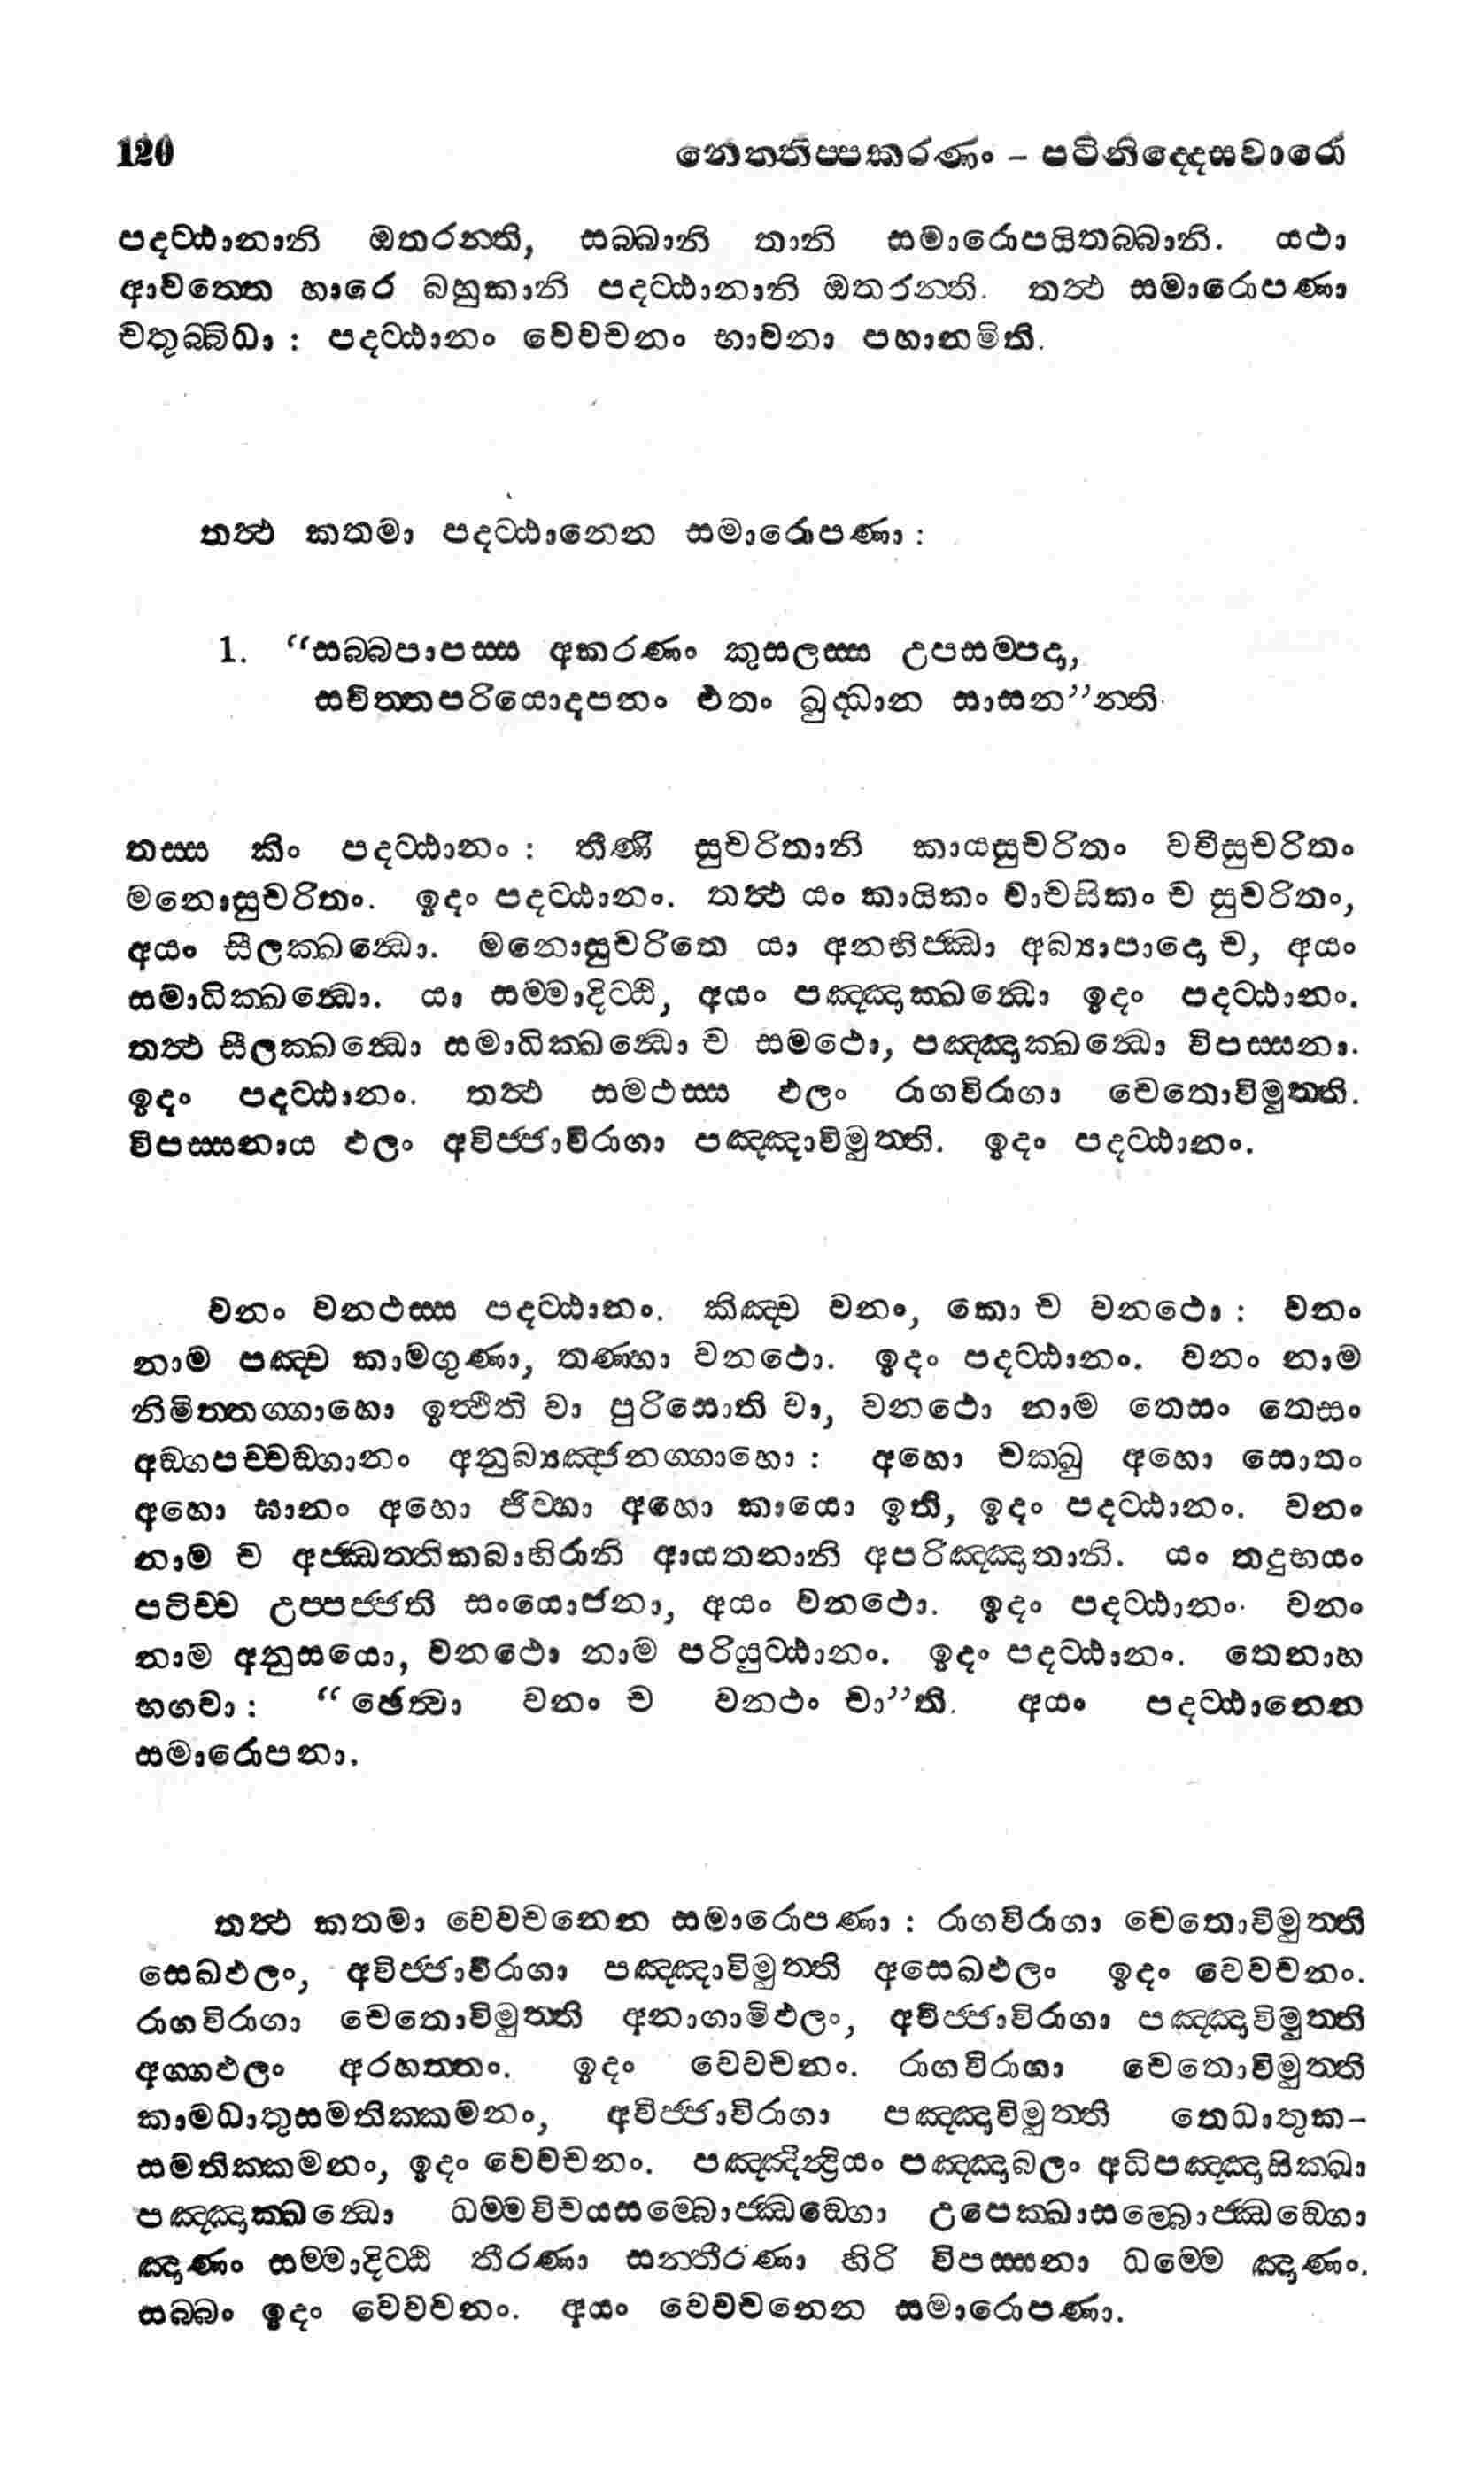 120 නෙත්තිප්පකරණං – පටිනිද්දෙසවාරො
පදට්ඨානානි ඔතරන්ති, සබ්බානි තානි සමාරොපයිතබ්බානි. යථා
ආවත්තෙ හාරෙ බහුකානි පදට්ඨානානි ඔතරන්ති. තත්‍ථ සමාරොපණා
චතුබ්බිධා : පදට්ඨානං වෙවචනං භාවනා පහානමිති.
තත්‍ථ කතමා පදට්ඨානෙන සමාරොපණා :
1. “සබ්බපාපස්ස අකරණං කුසලස්ස උපසම්පදා,
සචිත්තපරියොදපනං එතං බුද්ධාන සාසන”න්ති.
තස්ස කිං පදට්ඨානං : තීණි සුචරිතානි කායසුචරිතං වචීසුචරිතං
මනොසුචරිතං. ඉදං පදට්ඨානං. තත්‍ථ යං කායිකං වාචසිකං ච සුචරිතං,
අයං සීලක්ඛන්‍ධො. මනොසුචරිතෙ යා අනභිජ්ඣා අබ්‍යාපාදො ච, අයං
සමාධික්ඛන්‍ධො. යා සම්මාදිට්ඨි, අයං පඤ්ඤාක්ඛන්‍ධො ඉදං පදට්ඨානං.
තත්‍ථ සීලක්ඛන්‍ධො සමාධික්ඛන්‍ධො ච සමථො, පඤ්ඤාක්ඛන්‍ධො විපස්සනා.
ඉදං පදට්ඨානං. තත්‍ථ සමථස්ස ඵලං රාගවිරාගා චෙතොවිමුත්ති.
විපස්සනාය ඵලං අවිජ්ජාවිරාගා පඤ්ඤාවිමුත්ති. ඉදං පදට්ඨානං.
වනං වනථස්ස පදට්ඨානං. කිඤ්ච වනං, කො ච වනථො : වනං
නාම පඤ්ච කාමගුණා, තණ්හා වනථො. ඉදං පදට්ඨානං. වනං නාම
නිමිත්තග්ගාහො ඉත්‍ථීති වා පුරිසොති වා, වනථො නාම තෙසං තෙසං
අඞ්ගපච්චඞ්ගානං අනුබ්‍යඤ්ජනග්ගාහො : අහො චක්ඛු අහො සොතං
අහො ඝානං අහො ජිව්හා අහො කායො ඉති, ඉදං පදට්ඨානං. වනං
නාම ච අජ්ඣත්තිකබාහිරානි ආයතනානි අපරිඤ්ඤාතානි. යං තදුභයං
පටිච්ච උප්පජ්ජති සංයොජනා, අයං වනථො. ඉදං පදට්ඨානං. වනං
නාම අනුසයො, වනථො නාම පරියුට්ඨානං. ඉදං පදට්ඨානං. තෙනාහ
භගවා : “ඡෙත්‍වා වනං ච වනථං චා”ති. අයං පදට්ඨානෙන
සමාරොපනා.
තත්‍ථ කතමා වෙවචනෙන සමාරොපණා : රාගවිරාගා චෙතොවිමුත්ති
සෙඛඵලං, අවිජ්ජාවිරාගා පඤ්ඤාවිමුත්ති අසෙඛඵලං ඉදං වෙවචනං.
රාගවිරාගා චෙතොවිමුත්ති අනාගාමිඵලං, අවිජ්ජාවිරාගා පඤ්ඤාවිමුත්ති
අග්ගඵලං අරහත්තං. ඉදං වෙවචනං. රාගවිරාගා චෙතොවිමුත්ති
කාමධාතුසමතික්කමනං, අවිජ්ජාවිරාගා පඤ්ඤාවිමුත්ති තෙධාතුක-
සමතික්කමනං, ඉදං වෙවචනං. පඤ්ඤින්‍ද්‍රියං පඤ්ඤාබලං අධිපඤ්ඤාසික්ඛා
පඤ්ඤාක්ඛන්‍ධො ධම්මවිචයසම්බොජ්ඣඞ්ගො උපෙක්ඛාසම්බොජ්ඣඞ්ගො
ඤාණං සම්මාදිට්ඨි තීරණා සන්තීරණා හිරි විපස්සනා ධම්මෙ ඤාණං.
සබ්බං ඉදං වෙවචනං. අයං වෙවචනෙන සමාරොපණා.